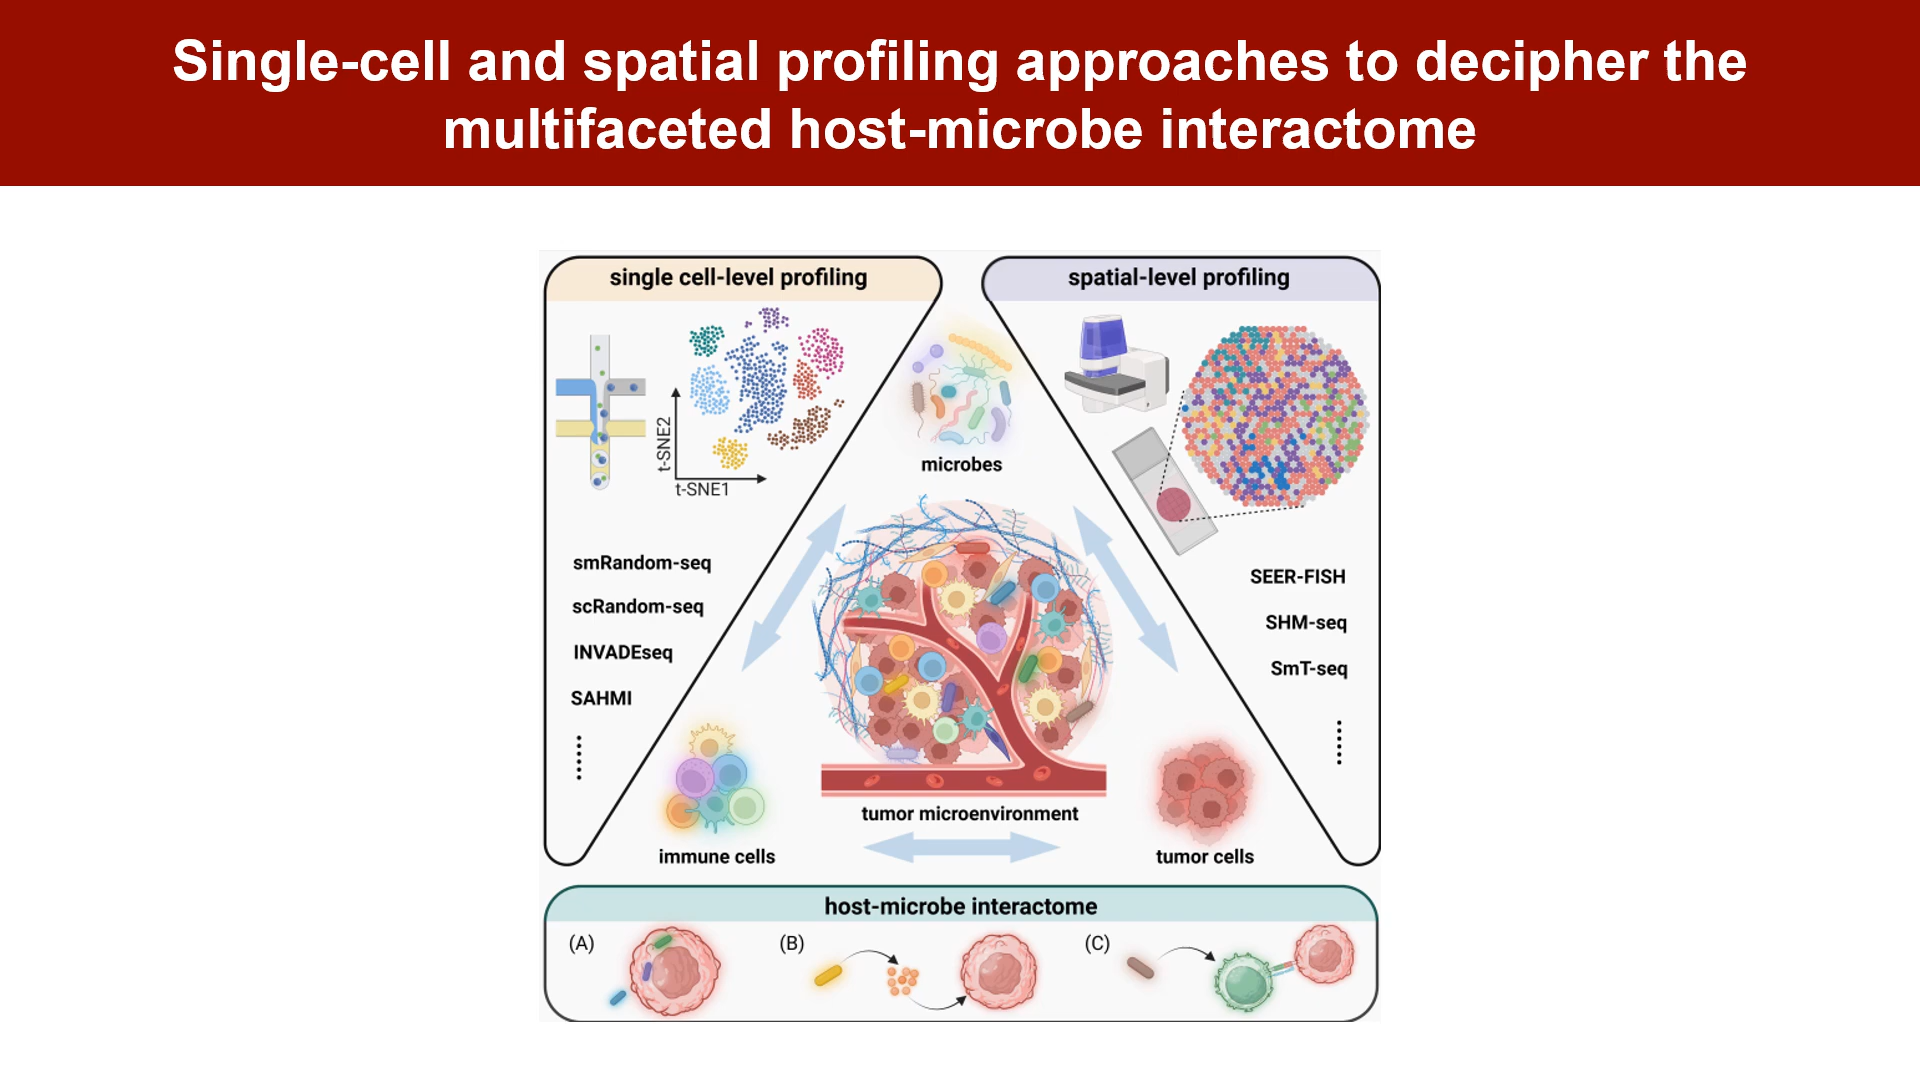 Single-cell and spatial profiling approaches to decipher the
multifaceted host-microbe interactome
single cell-level profiling
t-SNE2
t-SNE1
smRandom-seq
scRandom-seq
INVADEseq
SAHMI
spatial-level profiling
SEER-FISH
SHM-seq
SmT-seq
microbes
tumor microenvironment
immune cells
tumor cells
host-microbe interactome
(A)
(B)
(C)